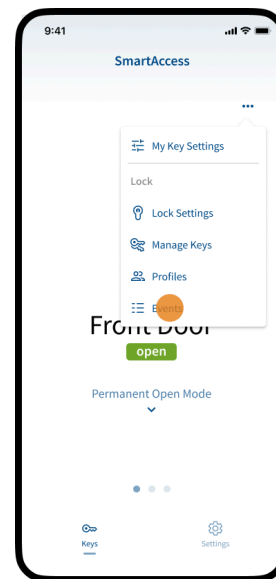 9:41
SmartAccess
My Key Settings
Lock
Lock Settings
Manage Keys
Profiles
Events
Front Door
open
Permanent Open Mode
Keys
Settings